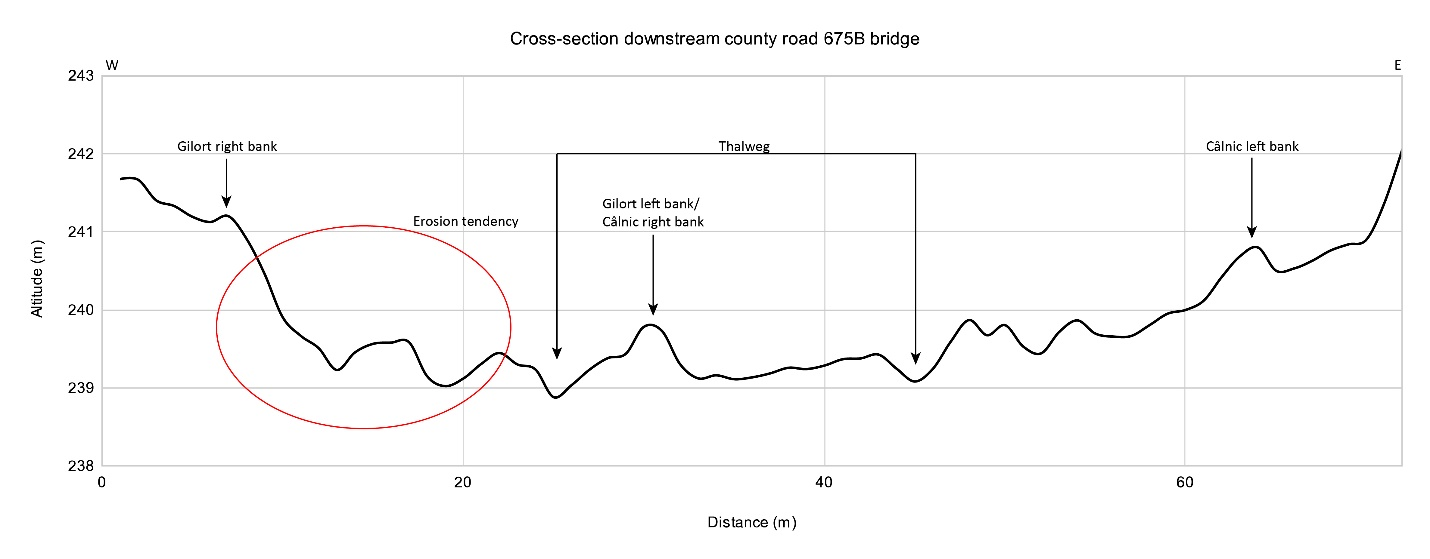 Cross-section downstream county road 675B bridge
W
E
243
Gilort right bank
242
Thalweg
Câlnic left bank
Gilort left bank/
Câlnic right bank
Erosion tendency
241
240
239
238
0
20
40
60
Altitude (m)
Distance (m)